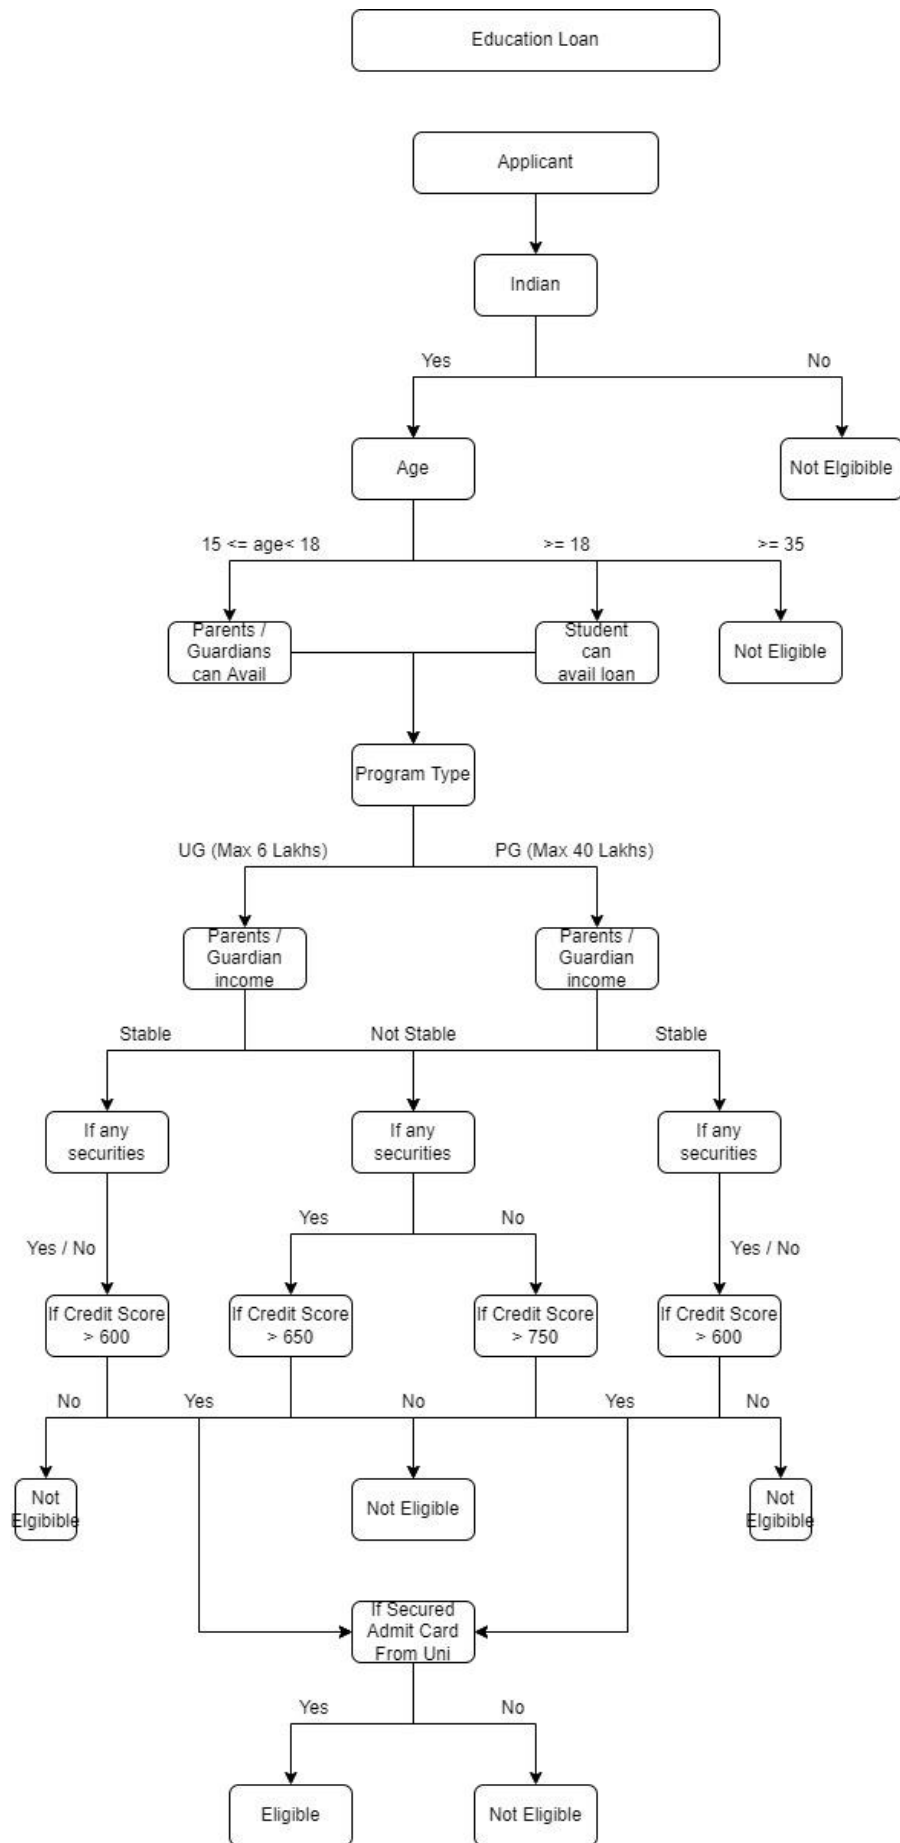 Education Loan
Applicant
Indian
Yes
No
Age
Not Elgibible
15 <= age< 18
>= 18
>= 35
Parents /
Guardians
can Avail
Student
can
avail loan
Not Eligible
Program Type
UG (Max 6 Lakhs)
PG (Max 40 Lakhs)
Parents /
Guardian
income
Parents /
Guardian
income
Stable
Not Stable
Stable
If any
securities
If any
securities
If any
securities
Yes / No
Yes
No
Yes / No
If Credit Score
> 600
If Credit Score
> 650
If Credit Score
> 750
If Credit Score
> 600
No
Yes
No
Yes
No
Not
Elgibible
Not Eligible
Not
Elgibible
If Secured
Admit Card
From Uni
Yes
No
Eligible
Not Eligible